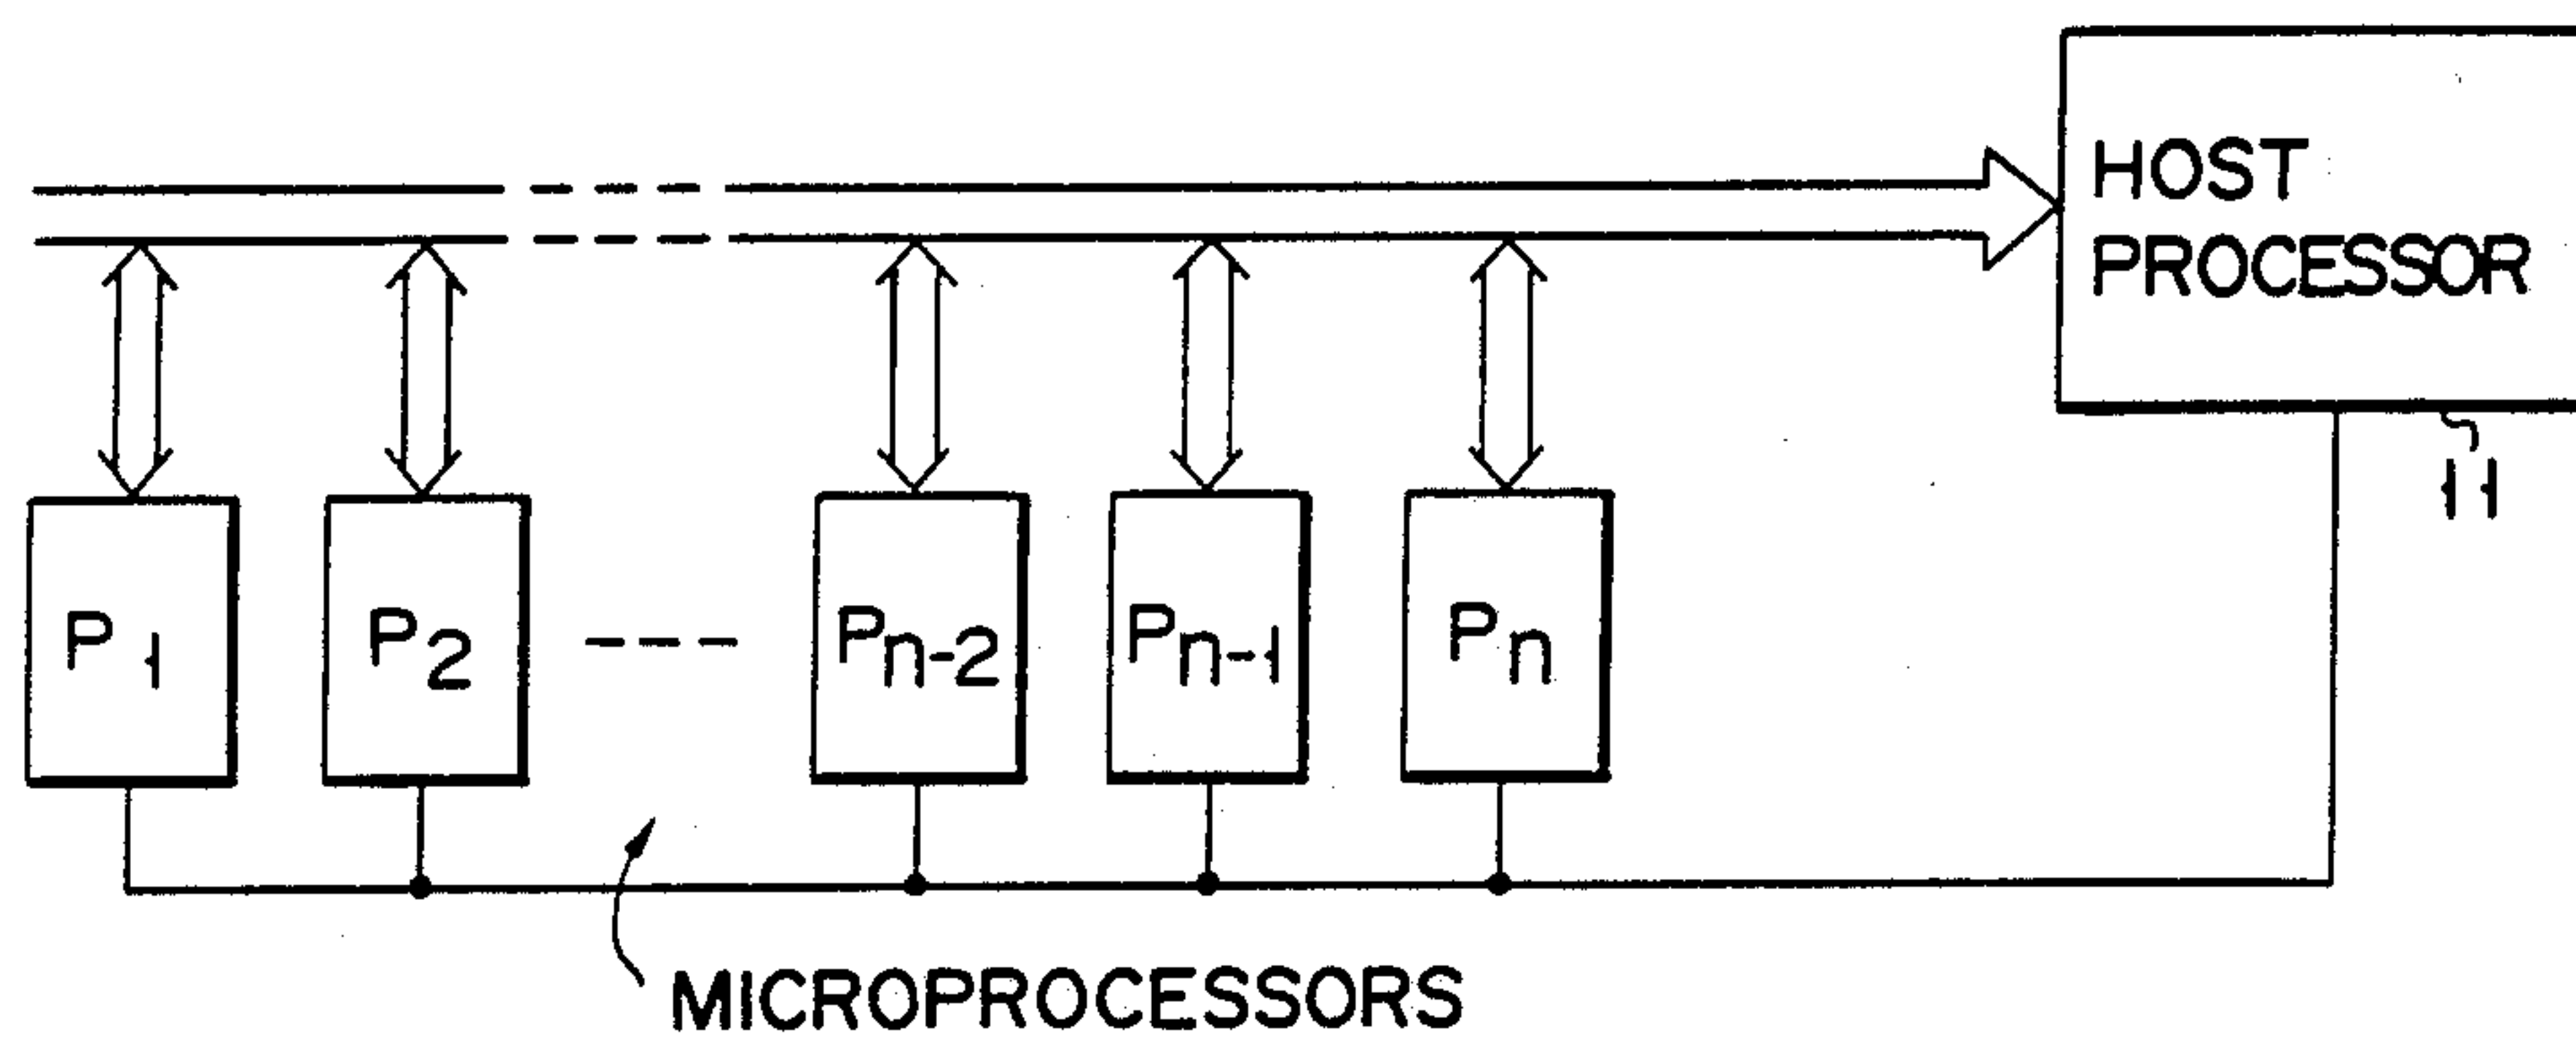 HOST
PROCESSOR
11
P1
P2
Pn-2
Pn-1
Pn
MICROPROCESSORS